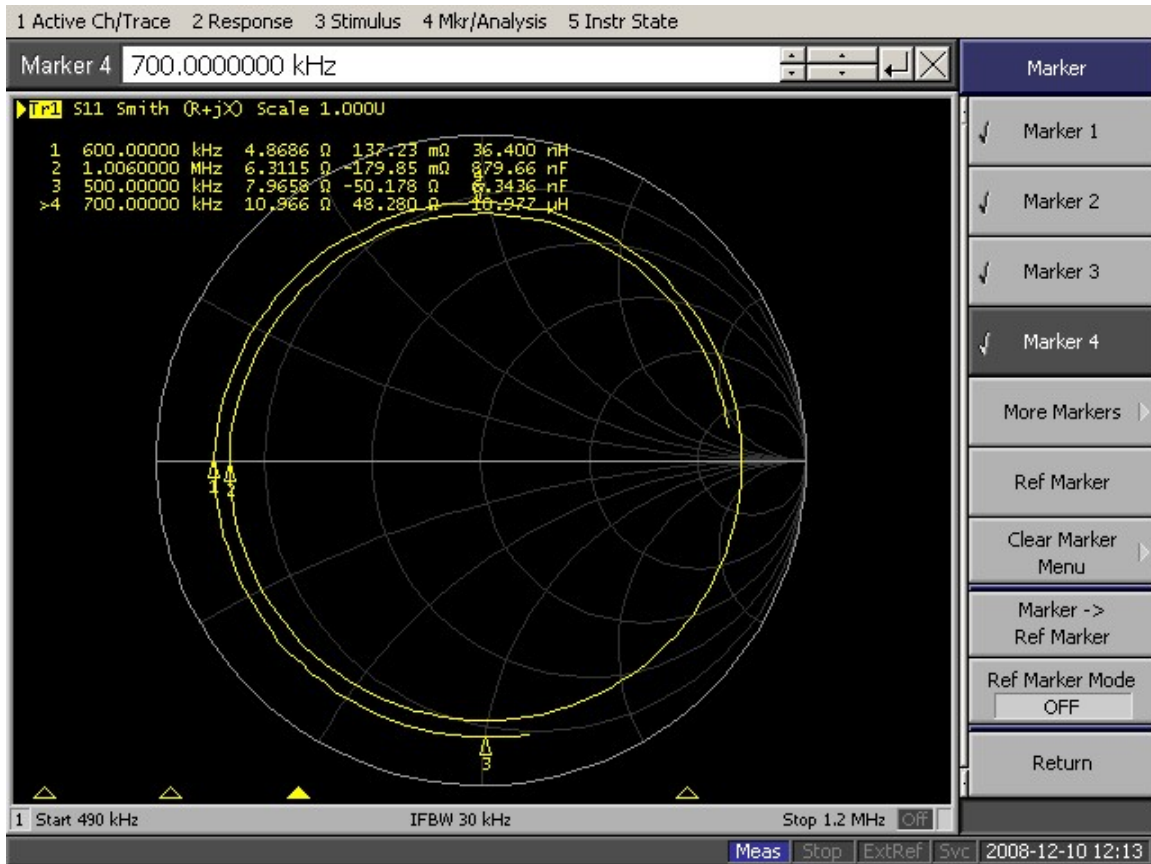 1 Active Ch/Trace 2 Response 3 Stimulus 4 Mkr/Analysis 5 Instr State
Marker 4 700.0000000 kHz
Marker
Tr1 S11 Smith (R+jX) Scale 1.000U
1 600.00000 kHz 4.8686 Ω 137.23 mΩ 36.400 nH
2 1.0060000 MHz 6.3115 Ω -179.85 mΩ 879.66 nF
3 500.00000 kHz 7.9658 Ω -50.178 Ω 6.3436 nF
>4 700.00000 kHz 10.966 Ω 48.280 Ω 10.977 µH
Marker 1
Marker 2
Marker 3
Marker 4
More Markers
Ref Marker
Clear Marker
Menu
Marker ->
Ref Marker
Ref Marker Mode
OFF
Return
4
1
2
3
1 Start 490 kHz IFBW 30 kHz Stop 1.2 MHz Off
Meas Stop ExtRef Svc 2008-12-10 12:13